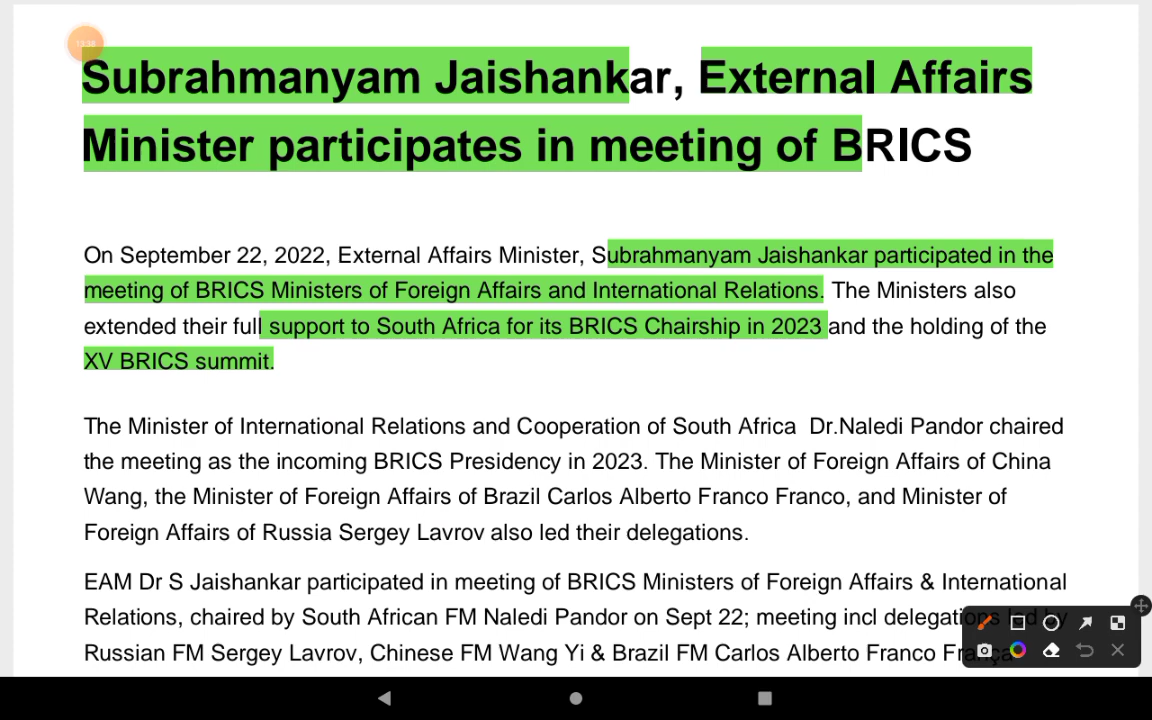 13:38
Subrahmanyam Jaishankar, External Affairs
Minister participates in meeting of BRICS
On September 22, 2022, External Affairs Minister, Subrahmanyam Jaishankar participated in the
meeting of BRICS Ministers of Foreign Affairs and International Relations. The Ministers also
extended their full support to South Africa for its BRICS Chairship in 2023 and the holding of the
XV BRICS summit.
The Minister of International Relations and Cooperation of South Africa  Dr.Naledi Pandor chaired
the meeting as the incoming BRICS Presidency in 2023. The Minister of Foreign Affairs of China
Wang, the Minister of Foreign Affairs of Brazil Carlos Alberto Franco Franco, and Minister of
Foreign Affairs of Russia Sergey Lavrov also led their delegations.
EAM Dr S Jaishankar participated in meeting of BRICS Ministers of Foreign Affairs & International
Relations, chaired by South African FM Naledi Pandor on Sept 22; meeting incl delegations led by
Russian FM Sergey Lavrov, Chinese FM Wang Yi & Brazil FM Carlos Alberto Franco França